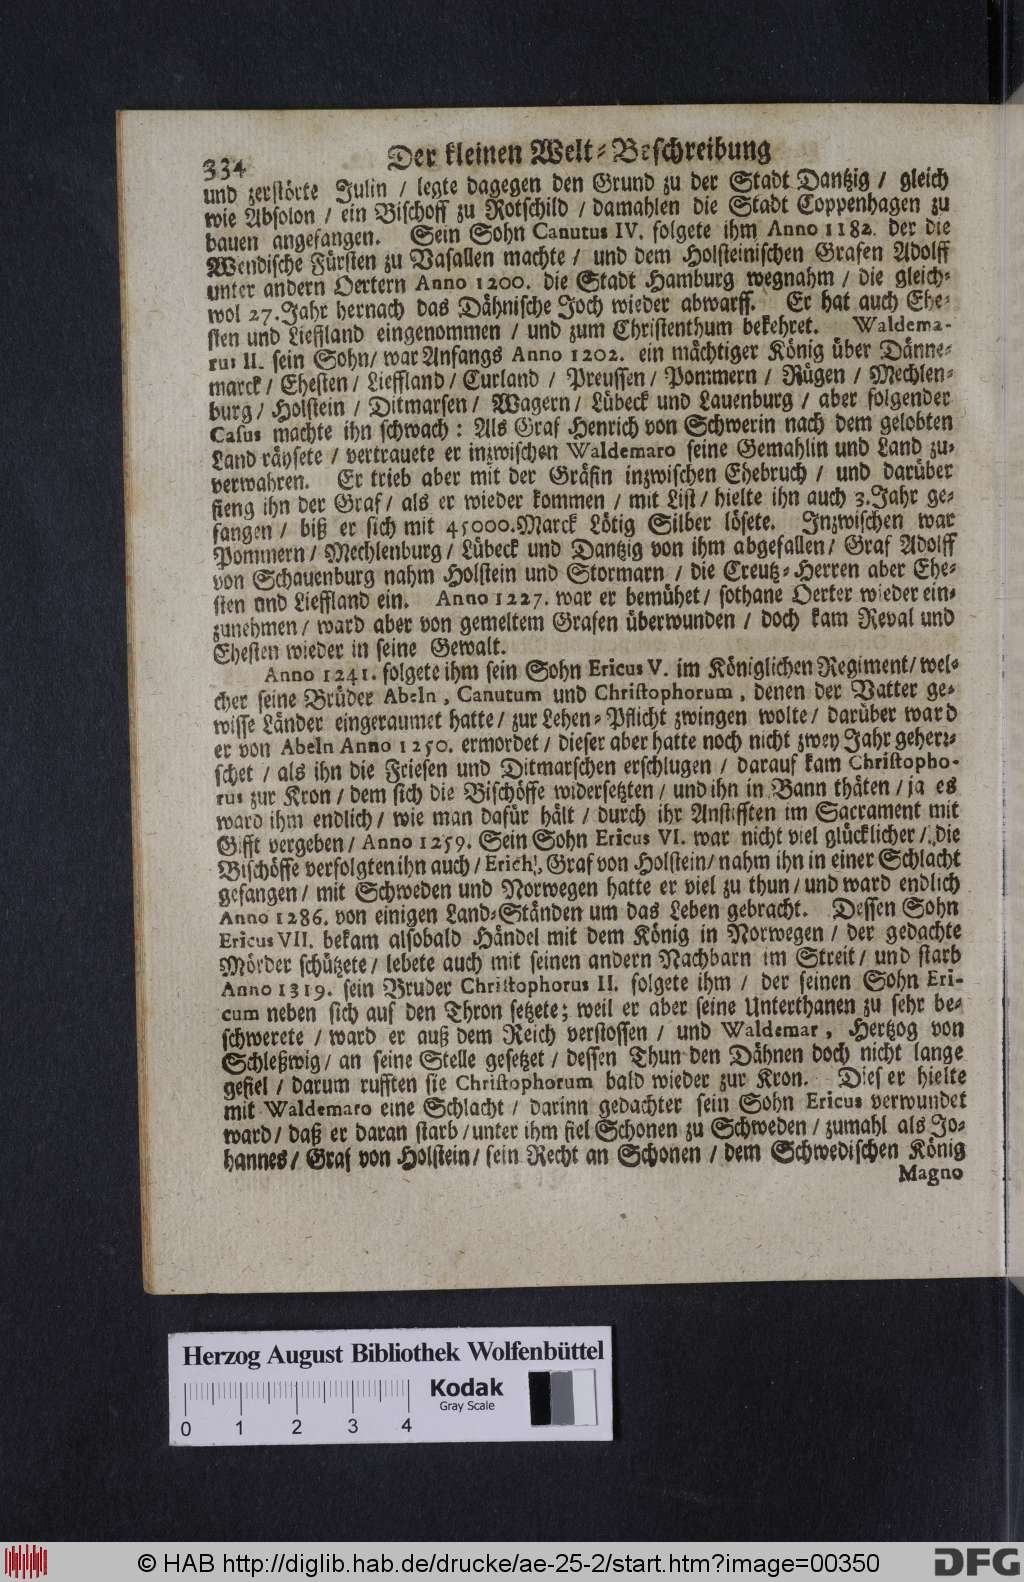 334 Der kleinen Welt-Beschreibung
und zerstörte Julin / legte dagegen den Grund zu der Stadt Dantzig / gleich
wie Absolon / ein Bischoff zu Rotschild / damahlen die Stadt Coppenhagen zu
bauen angefangen. Sein Sohn Canutus IV. folgete ihm Anno 1182. der die
Wendische Fürsten zu Vasallen machte / und dem Holsteinischen Grafen Adolff
unter andern Oertern Anno 1200. die Stadt Hamburg wegnahm / die gleich-
wol 27. Jahr hernach das Dähnische Joch wieder abwarff. Er hat auch Ehe-
sten und Lieffland eingenommen / und zum Christenthum bekehret. Waldema-
rus II. sein Sohn / war Anfangs Anno 1202. ein mächtiger König über Dänne-
marck / Ehesten / Lieffland / Curland / Preussen / Pommern / Rügen / Mechlen-
burg / Holstein / Ditmarsen / Wagern / Lübeck und Lauenburg / aber folgender
Casus machte ihn schwach : Als Graf Henrich von Schwerin nach dem gelobten
Land räysete / vertrauete er inzwischen Waldemaro seine Gemahlin und Land zu-
verwahren. Er trieb aber mit der Gräfin inzwischen Ehebruch / und darüber
fieng ihn der Graf / als er wieder kommen / mit List / hielte ihn auch 3. Jahr ge-
fangen / biß er sich mit 45000. Marck Lötig Silber lösete. Inzwischen war
Pommern / Mechlenburg / Lübeck und Dantzig von ihm abgefallen / Graf Adolff
von Schauenburg nahm Holstein und Stormarn / die Creutz-Herren aber Ehe-
sten und Lieffland ein. Anno 1227. war er bemühet / sothane Oerter wieder ein-
zunehmen / ward aber von gemeltem Grafen überwunden / doch kam Reval und
Ehesten wieder in seine Gewalt.
Anno 1241. folgete ihm sein Sohn Ericus V. im Königlichen Regiment / wel-
cher seine Brüder Abeln, Canutum und Christophorum, denen der Vatter ge-
wisse Länder eingeraumet hatte / zur Lehen-Pflicht zwingen wolte / darüber ward
er von Abeln Anno 1250. ermordet / dieser aber hatte noch nicht zwey Jahr geherr-
schet / als ihn die Friesen und Ditmarschen erschlugen / darauf kam Christopho-
rus zur Kron / dem sich die Bischöffe widersetzten / und ihn in Bann thäten / ja es
ward ihm endlich / wie man dafür hält / durch ihr Anstifften im Sacrament mit
Gifft vergeben / Anno 1259. Sein Sohn Ericus VI. war nicht viel glücklicher / die
Bischöffe verfolgten ihn auch / Erich, Graf von Holstein / nahm ihn in einer Schlacht
gefangen / mit Schweden und Norwegen hatte er viel zu thun / und ward endlich
Anno 1286. von einigen Land-Ständen um das Leben gebracht. Dessen Sohn
Ericus VII. bekam alsobald Händel mit dem König in Norwegen / der gedachte
Mörder schützete / lebete auch mit seinen andern Nachbarn im Streit / und starb
Anno 1319. sein Bruder Christophorus II. folgete ihm / der seinen Sohn Eri-
cum neben sich auf den Thron setzete; weil er aber seine Unterthanen zu sehr be-
schwerete / ward er auß dem Reich verstossen / und Waldemar, Hertzog von
Schleßwig / an seine Stelle gesetzet / dessen Thun den Dähnen doch nicht lange
gefiel / darum rufften sie Christophorum bald wieder zur Kron. Dieser hielte
mit Waldemaro eine Schlacht / darinn gedachter sein Sohn Ericus verwundet
ward / daß er daran starb / unter ihm fiel Schonen zu Schweden / zumahl als Jo-
hannes / Graf von Holstein / sein Recht an Schonen / dem Schwedischen König
Magno
Herzog August Bibliothek Wolfenbüttel
Kodak
Gray Scale
0 1 2 3 4
© HAB http://diglib.hab.de/drucke/ae-25-2/start.htm?image=00350
DFG